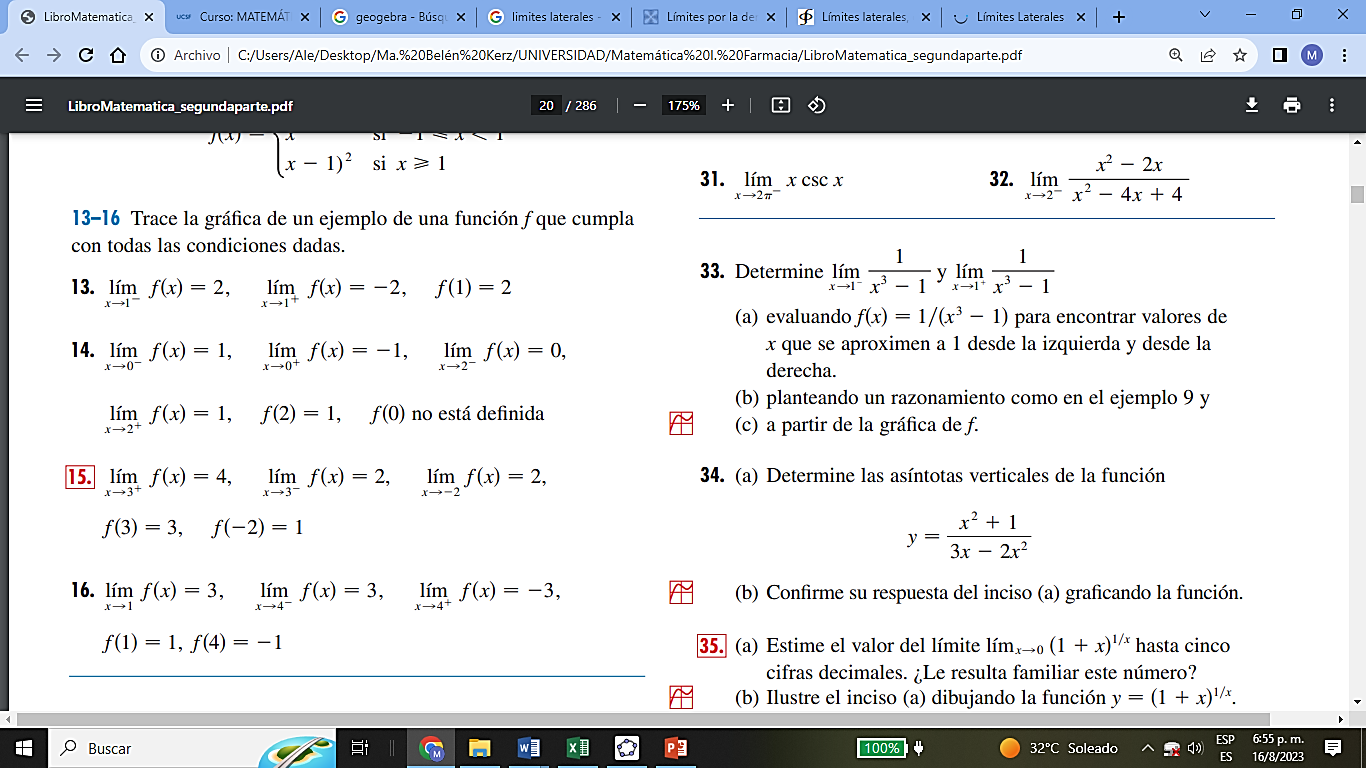 LibroMatematica_
Curso: MATEMÁT
geogebra - Búsqu
limites laterales -
Límites por la der
Límites laterales,
Límites Laterales
Archivo C:/Users/Ale/Desktop/Ma.%20Belén%20Kerz/UNIVERSIDAD/Matemática%20I.%20Farmacia/LibroMatematica_segundaparte.pdf
M
LibroMatematica_segundaparte.pdf
20 / 286
175%
f(x) = { x si −1 ⩽ x < 1
(x − 1)² si x ⩾ 1
13–16 Trace la gráfica de un ejemplo de una función f que cumpla
con todas las condiciones dadas.
13. lím x→1⁻ f(x) = 2, lím x→1⁺ f(x) = −2, f(1) = 2
14. lím x→0⁻ f(x) = 1, lím x→0⁺ f(x) = −1, lím x→2⁻ f(x) = 0,
lím x→2⁺ f(x) = 1, f(2) = 1, f(0) no está definida
15. lím x→3⁺ f(x) = 4, lím x→3⁻ f(x) = 2, lím x→−2 f(x) = 2,
f(3) = 3, f(−2) = 1
16. lím x→1 f(x) = 3, lím x→4⁻ f(x) = 3, lím x→4⁺ f(x) = −3,
f(1) = 1, f(4) = −1
31. lím x→2π⁻ x csc x
32. lím x→2⁻ (x² − 2x)/(x² − 4x + 4)
33. Determine lím x→1⁻ 1/(x³ − 1) y lím x→1⁺ 1/(x³ − 1)
(a) evaluando f(x) = 1/(x³ − 1) para encontrar valores de
x que se aproximen a 1 desde la izquierda y desde la
derecha.
(b) planteando un razonamiento como en el ejemplo 9 y
(c) a partir de la gráfica de f.
34. (a) Determine las asíntotas verticales de la función
y = (x² + 1)/(3x − 2x²)
(b) Confirme su respuesta del inciso (a) graficando la función.
35. (a) Estime el valor del límite lím x→0 (1 + x)^1/x hasta cinco
cifras decimales. ¿Le resulta familiar este número?
(b) Ilustre el inciso (a) dibujando la función y = (1 + x)^1/x.
Buscar
100%
32°C Soleado
ESP
ES
6:55 p. m.
16/8/2023